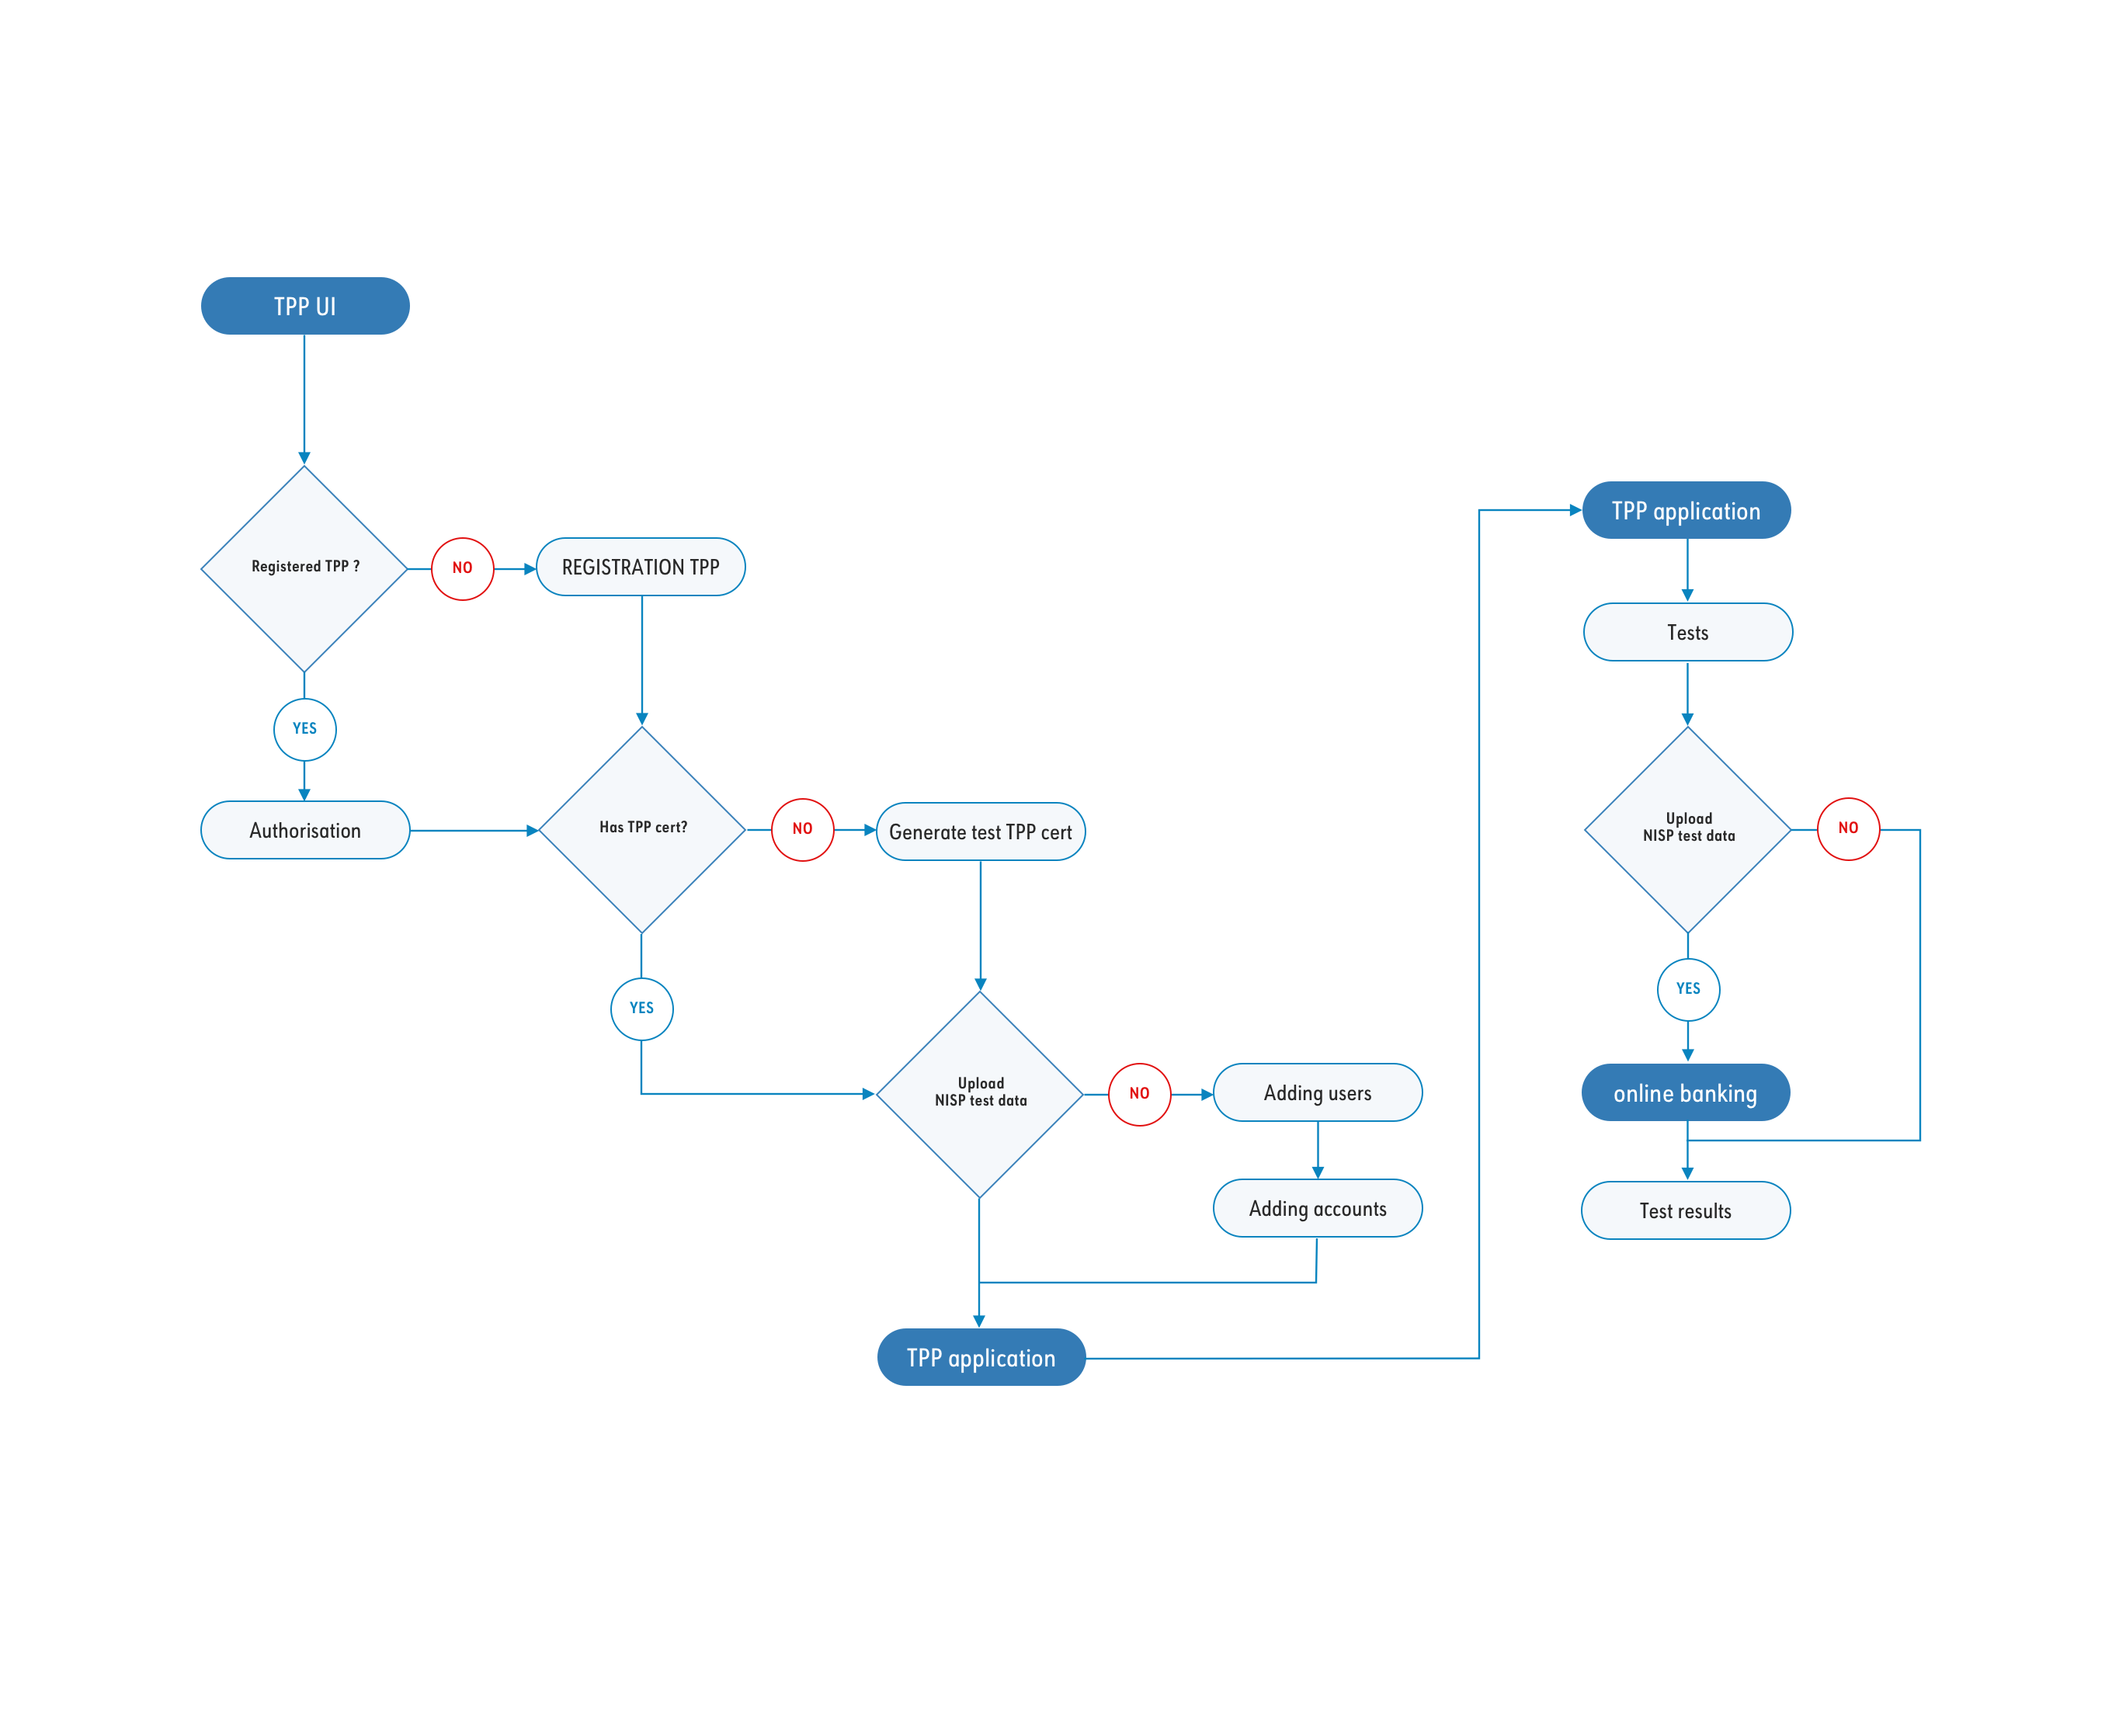 TPP UI
Registered TPP ?
NO
REGISTRATION TPP
YES
Authorisation
Has TPP cert?
NO
Generate test TPP cert
YES
Upload
NISP test data
NO
Adding users
Adding accounts
TPP application
TPP application
Tests
Upload
NISP test data
NO
YES
online banking
Test results